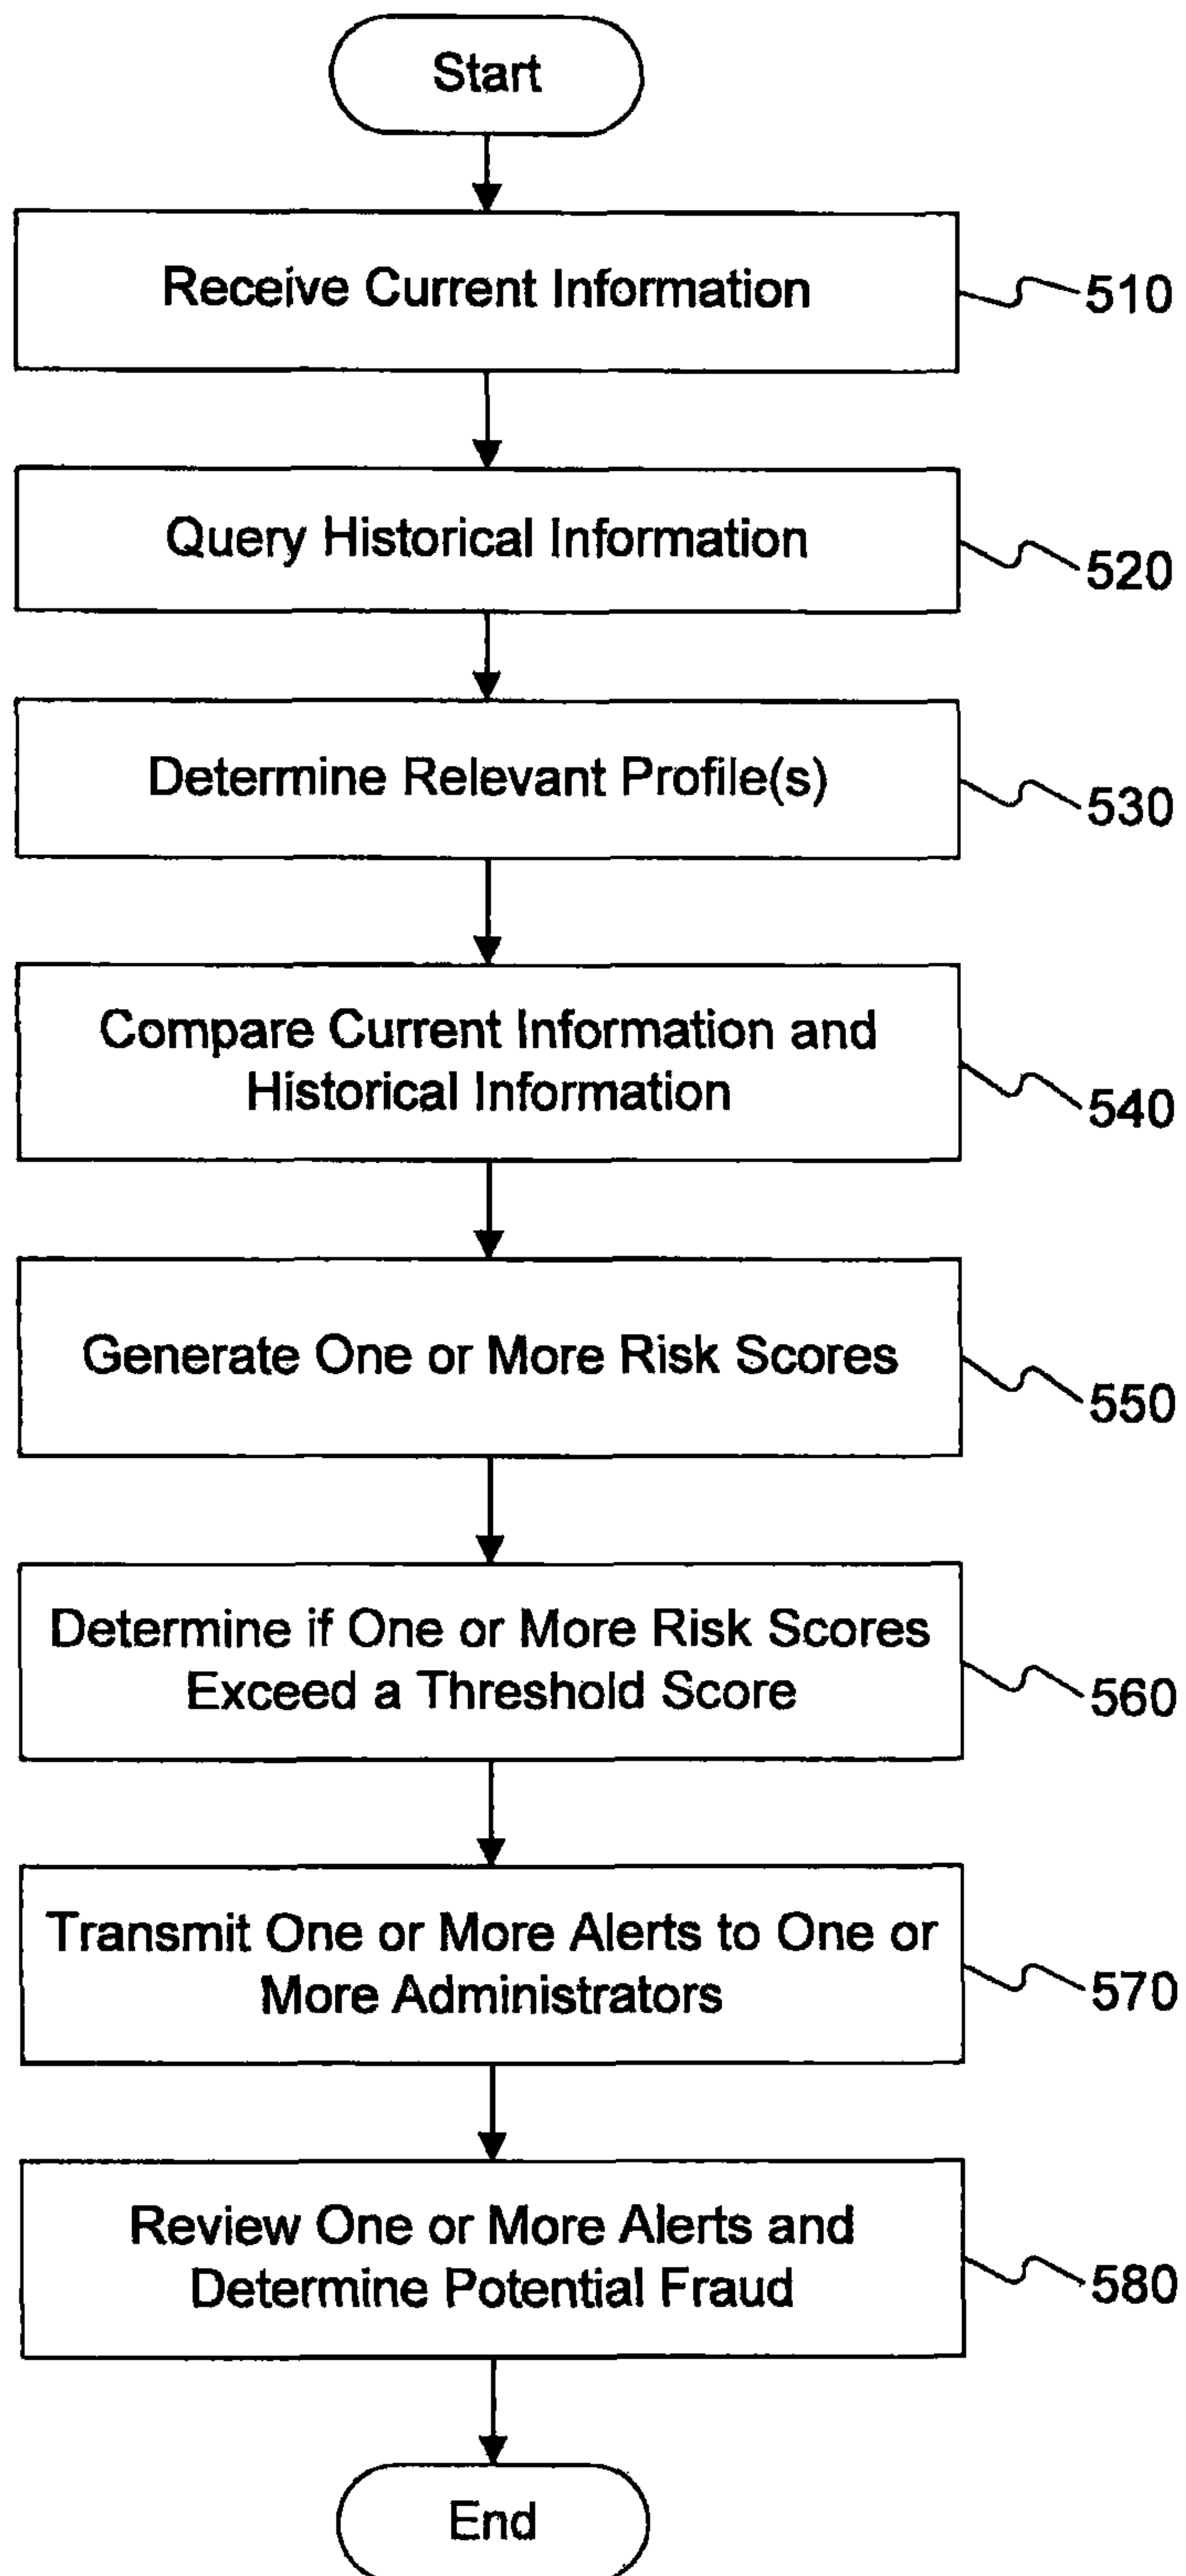 Start
Receive Current Information
510
Query Historical Information
520
Determine Relevant Profile(s)
530
Compare Current Information and
Historical Information
540
Generate One or More Risk Scores
550
Determine if One or More Risk Scores
Exceed a Threshold Score
560
Transmit One or More Alerts to One or
More Administrators
570
Review One or More Alerts and
Determine Potential Fraud
580
End